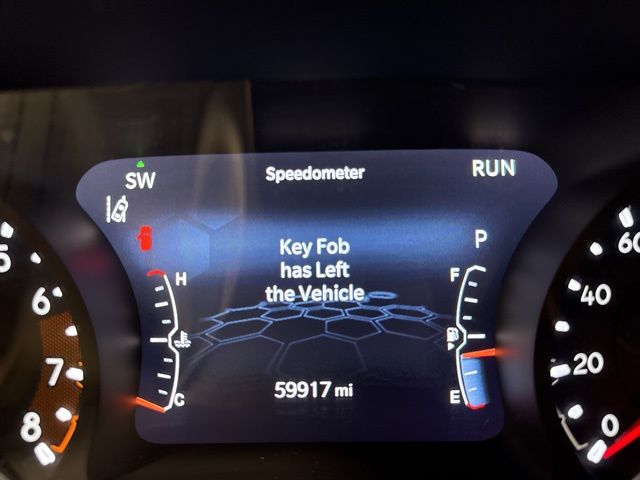 SW
Speedometer
RUN
Key Fob
has Left
the Vehicle
P
H
C
F
E
59917 mi
5
6
7
8
60
40
20
0